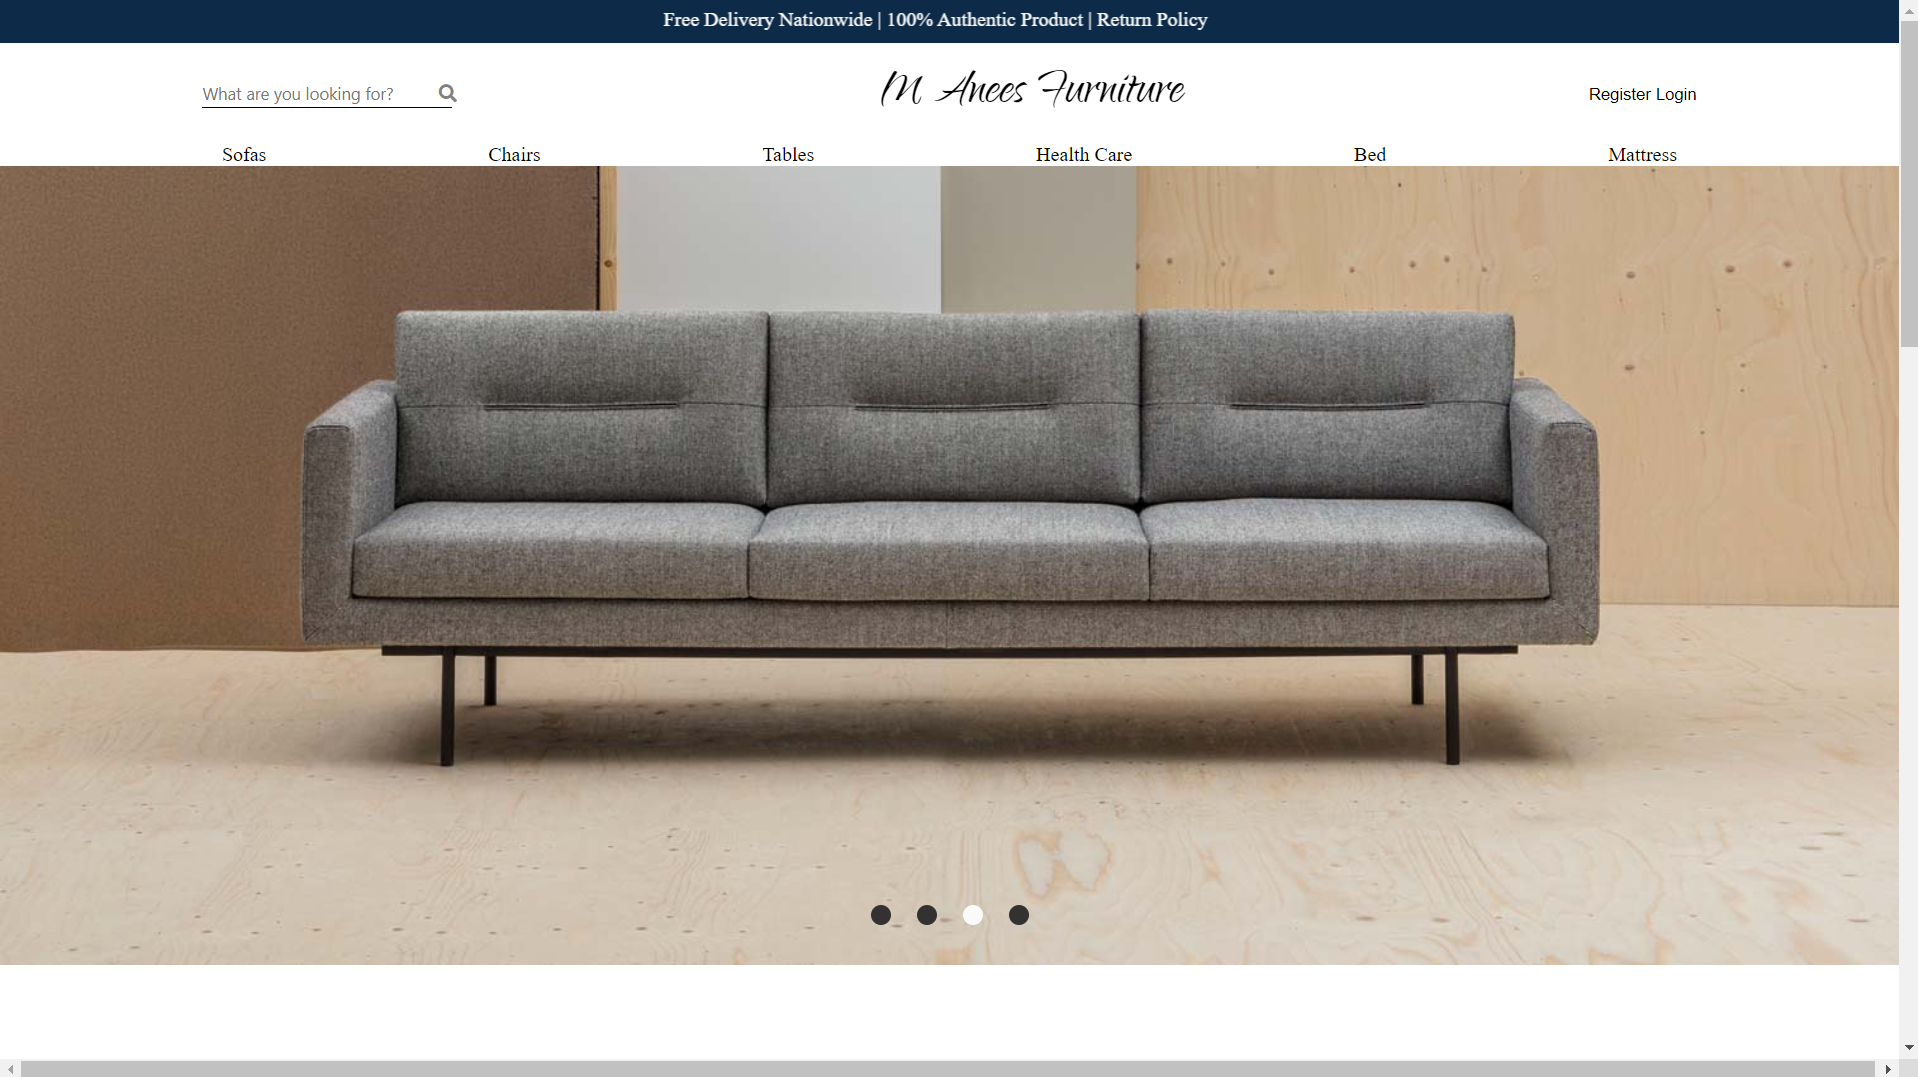 Free Delivery Nationwide | 100% Authentic Product | Return Policy
What are you looking for?
M Anees Furniture
Register Login
Sofas Chairs Tables Health Care Bed Mattress